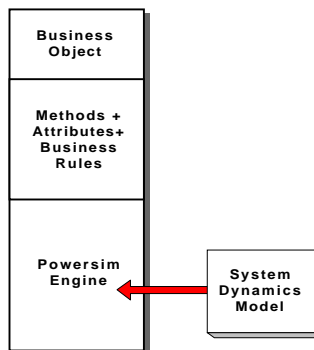 Business
Object
Methods +
Attributes+
Business
Rules
Powersim
Engine
System
Dynamics
Model